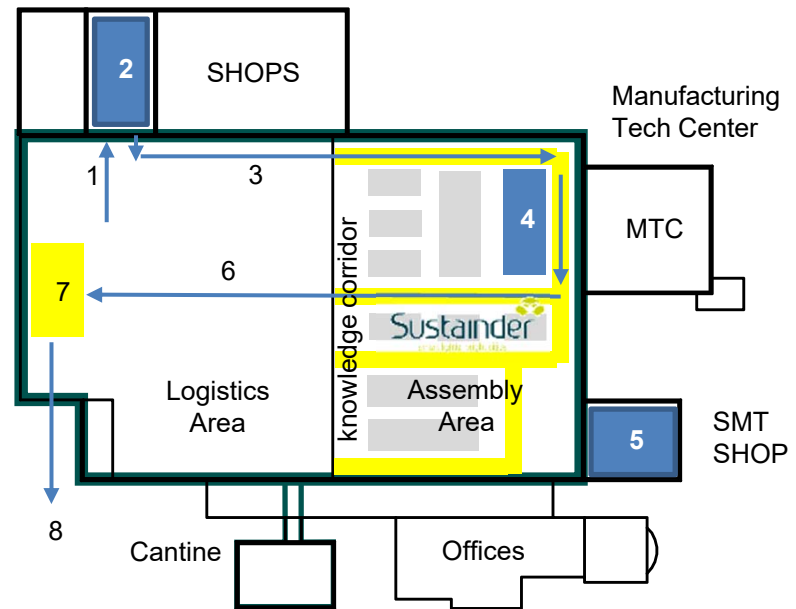 2
SHOPS
Manufacturing
Tech Center
1
3
4
MTC
7
6
knowledge corridor
Sustainder
Logistics
Area
Assembly
Area
5
SMT
SHOP
8
Cantine
Offices